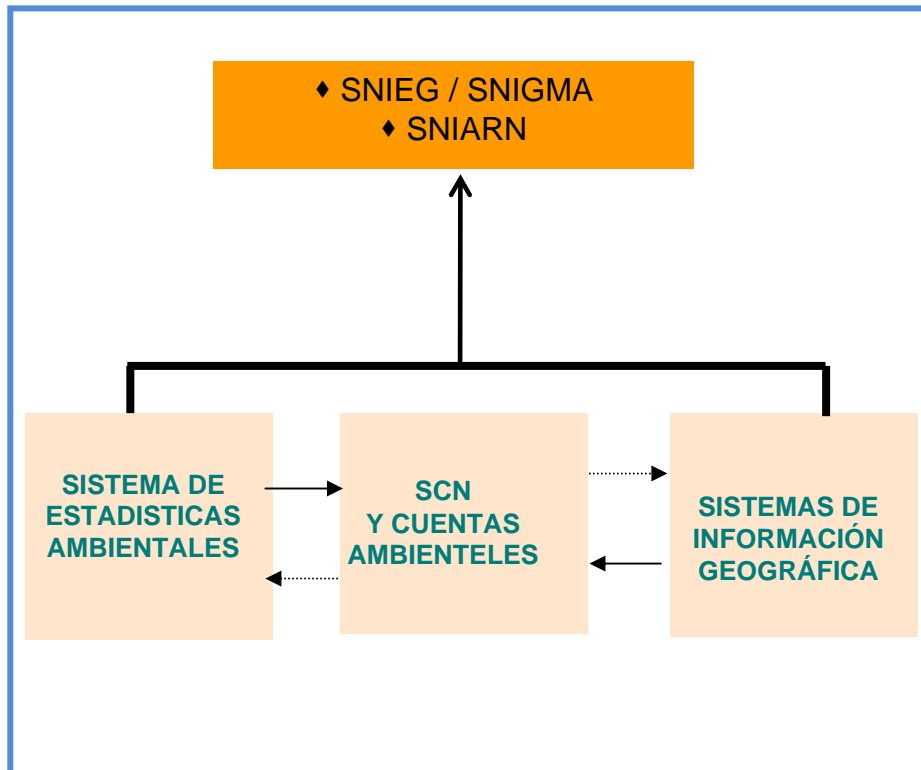 ♦ SNIEG / SNIGMA
♦ SNIARN
SISTEMA DE
ESTADISTICAS
AMBIENTALES
SCN
Y CUENTAS
AMBIENTELES
SISTEMAS DE
INFORMACIÓN
GEOGRÁFICA